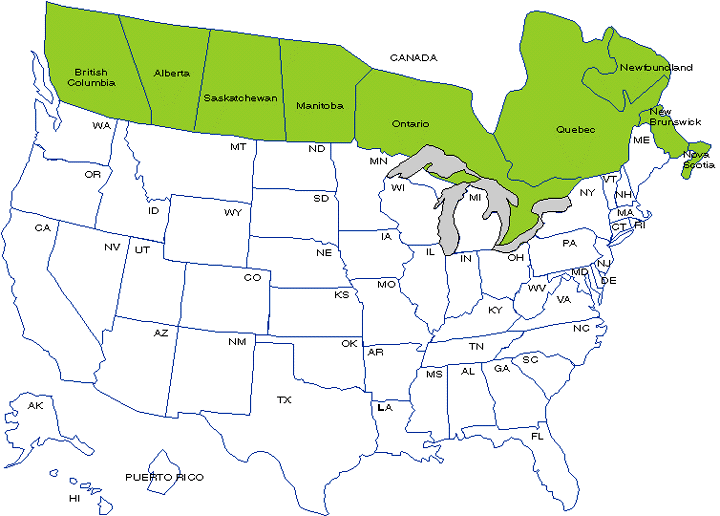 CANADA
British
Columbia
Alberta
Saskatchewan
Manitoba
Ontario
Quebec
Newfoundland
New
Brunswick
Nova
Scotia
WA
MT
ND
MN
ME
OR
ID
WY
SD
WI
MI
NY
VT
NH
MA
CT
RI
CA
NV
UT
NE
IA
IL
IN
OH
PA
NJ
MD
DE
CO
KS
MO
KY
WV
VA
AZ
NM
OK
AR
TN
NC
TX
LA
MS
AL
GA
SC
FL
AK
HI
PUERTO RICO